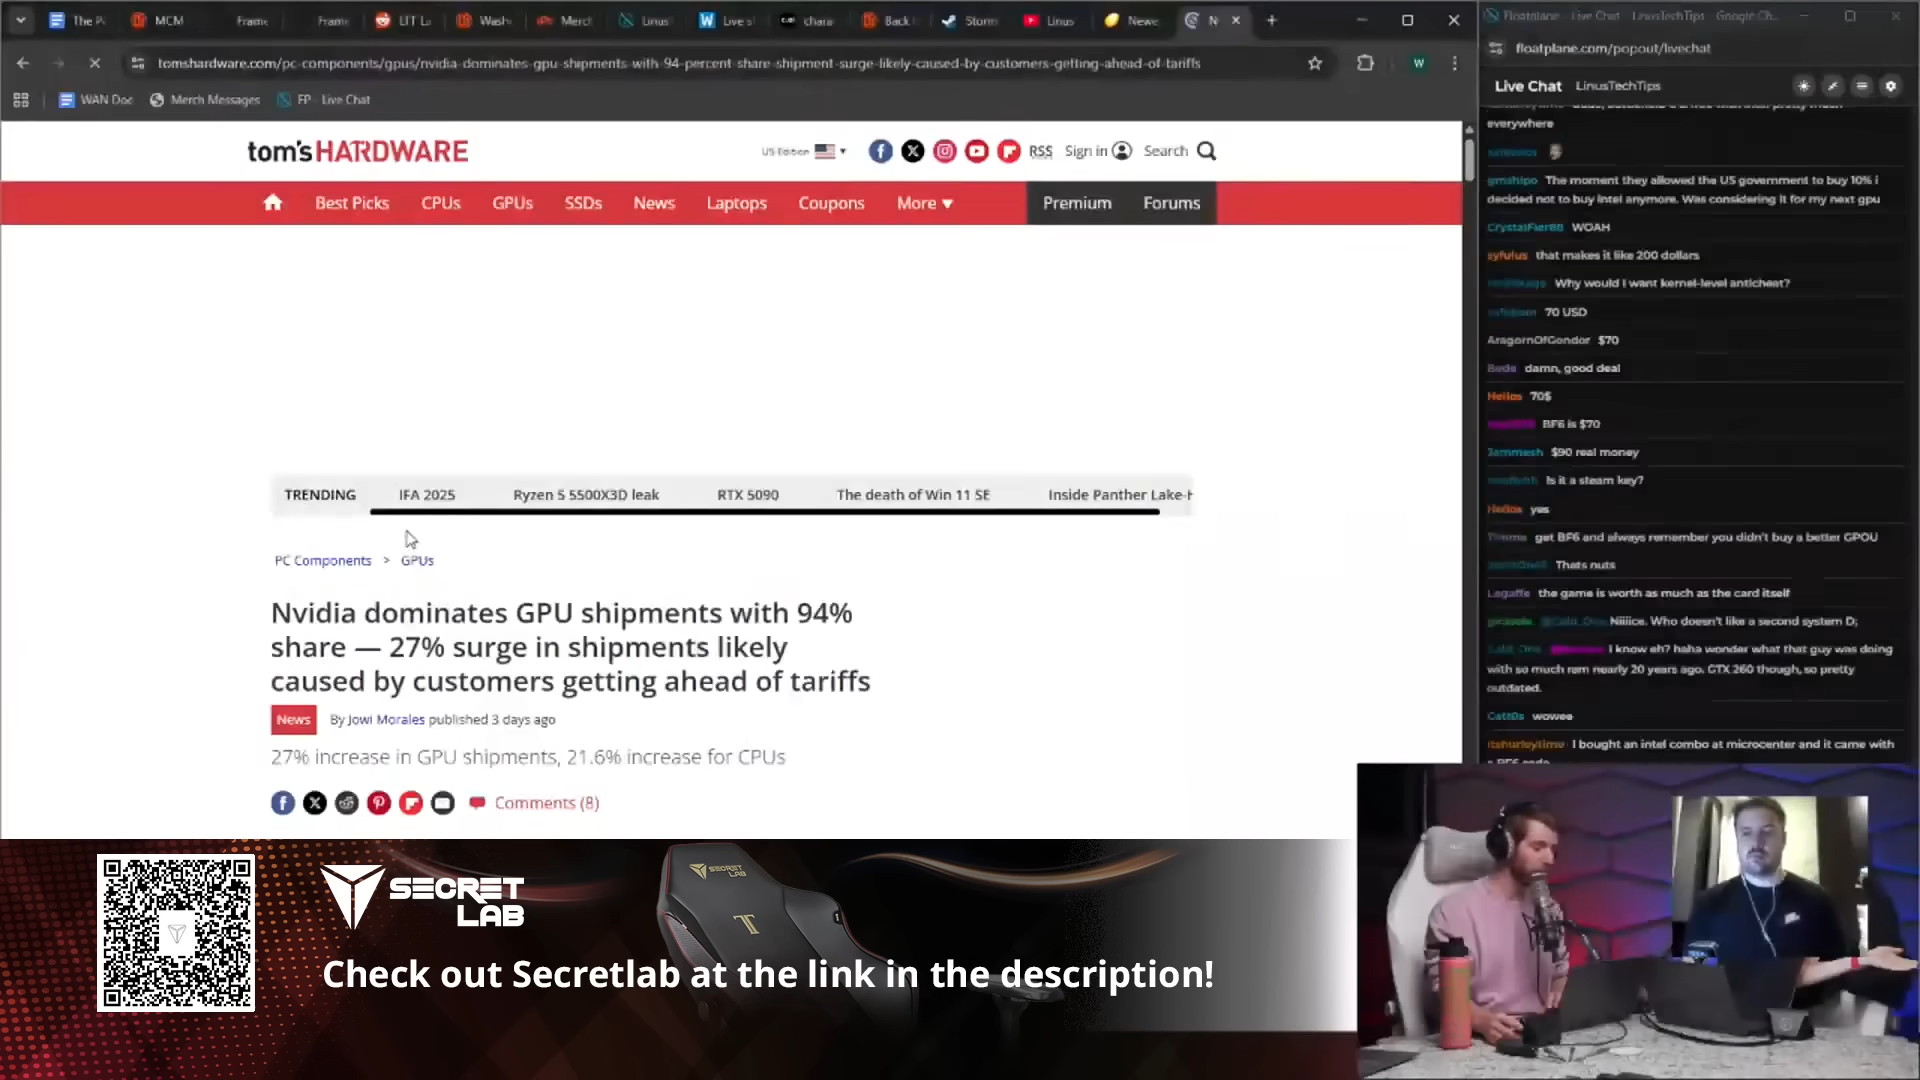 The P
MCM
Frame
Frame
LTT L
Wash
Merch
Linus
Live s
chara
Back
Storm
Linus
Newe
N
Floatplane - Live Chat - LinusTechTips - Google Ch...
tomshardware.com/pc-components/gpus/nvidia-dominates-gpu-shipments-with-94-percent-share-shipment-surge-likely-caused-by-customers-getting-ahead-of-tariffs
W
floatplane.com/popout/livechat
WAN Doc
Merch Messages
FP - Live Chat
Live Chat LinusTechTips
everywhere
gmshipo The moment they allowed the US government to buy 10% i
decided not to buy Intel anymore. Was considering it for my next gpu
CrystalFier88 WOAH
syfulus that makes it like 200 dollars
Why would I want kernel-level anticheat?
70 USD
AragornOfGondor $70
Bede damn, good deal
Helios 70$
BF6 is $70
Jammesh $90 real money
Is it a steam key?
Helios yes
get BF6 and always remember you didn't buy a better GPOU
Thats nuts
Legaffe the game is worth as much as the card itself
Niiiice. Who doesn't like a second system D;
I know eh? haha wonder what that guy was doing
with so much ram nearly 20 years ago. GTX 260 though, so pretty
outdated.
Catt0s wowee
itshurleytime I bought an intel combo at microcenter and it came with
a BF6 code
tom's HARDWARE
US Edition
RSS
Sign in
Search
Best Picks
CPUs
GPUs
SSDs
News
Laptops
Coupons
More
Premium
Forums
TRENDING
IFA 2025
Ryzen 5 5500X3D leak
RTX 5090
The death of Win 11 SE
Inside Panther Lake-H
PC Components > GPUs
Nvidia dominates GPU shipments with 94%
share — 27% surge in shipments likely
caused by customers getting ahead of tariffs
News By Jowi Morales published 3 days ago
27% increase in GPU shipments, 21.6% increase for CPUs
Comments (8)
SECRET
LAB
SECRET
LAB
Check out Secretlab at the link in the description!